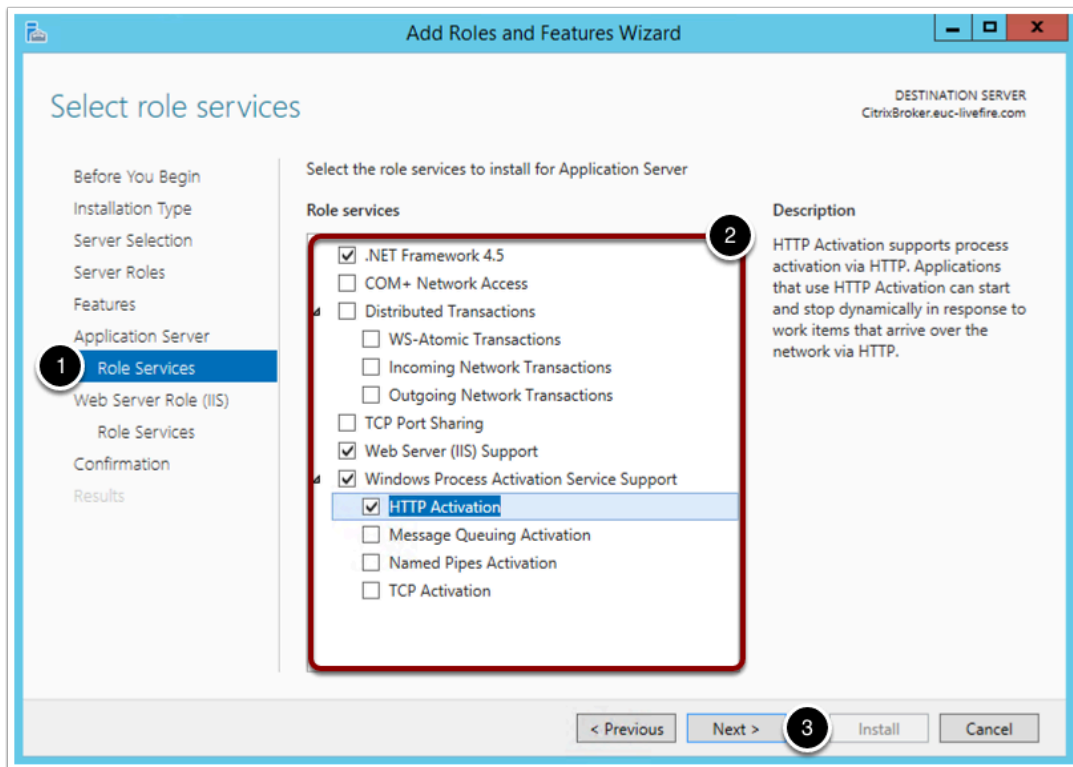 Add Roles and Features Wizard
Select role services
DESTINATION SERVER
CitrixBroker.euc-livefire.com
Before You Begin
Installation Type
Server Selection
Server Roles
Features
Application Server
1
Role Services
Web Server Role (IIS)
Role Services
Confirmation
Results
Select the role services to install for Application Server
Role services
2
.NET Framework 4.5
COM+ Network Access
Distributed Transactions
WS-Atomic Transactions
Incoming Network Transactions
Outgoing Network Transactions
TCP Port Sharing
Web Server (IIS) Support
Windows Process Activation Service Support
HTTP Activation
Message Queuing Activation
Named Pipes Activation
TCP Activation
Description
HTTP Activation supports process
activation via HTTP. Applications
that use HTTP Activation can start
and stop dynamically in response to
work items that arrive over the
network via HTTP.
< Previous
Next >
3
Install
Cancel